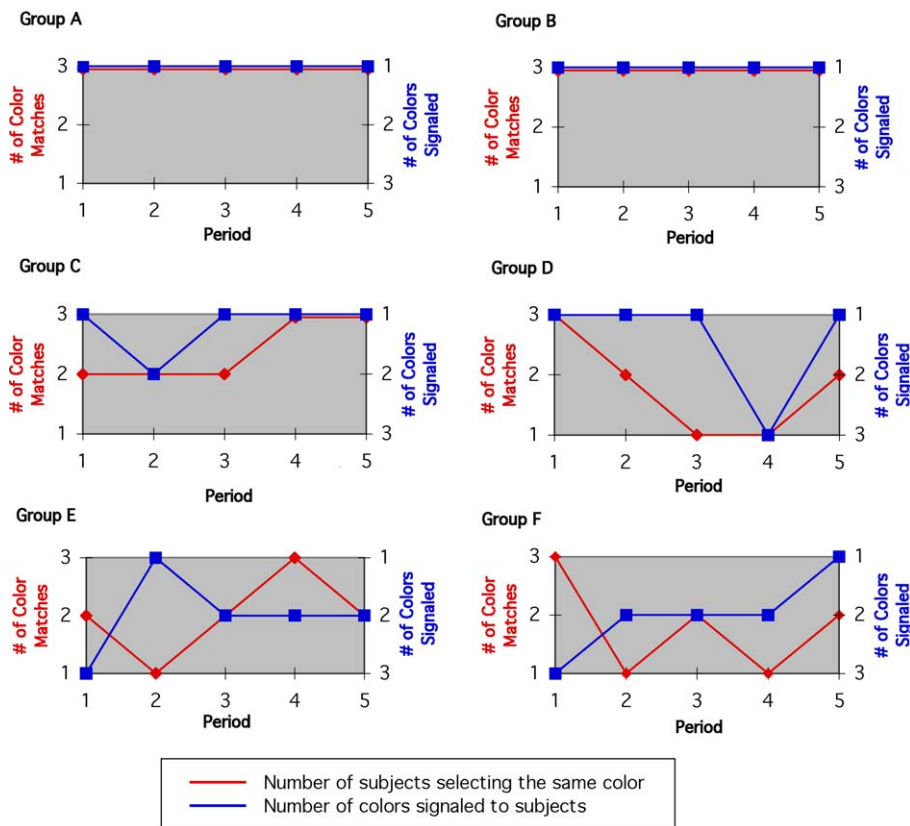 Group A
3
2
1
# of Color
Matches
1
2
3
# of Colors
Signaled
1 2 3 4 5
Period
Group B
3
2
1
# of Color
Matches
1
2
3
# of Colors
Signaled
1 2 3 4 5
Period
Group C
3
2
1
# of Color
Matches
1
2
3
# of Colors
Signaled
1 2 3 4 5
Period
Group D
3
2
1
# of Color
Matches
1
2
3
# of Colors
Signaled
1 2 3 4 5
Period
Group E
3
2
1
# of Color
Matches
1
2
3
# of Colors
Signaled
1 2 3 4 5
Period
Group F
3
2
1
# of Color
Matches
1
2
3
# of Colors
Signaled
1 2 3 4 5
Period
Number of subjects selecting the same color
Number of colors signaled to subjects